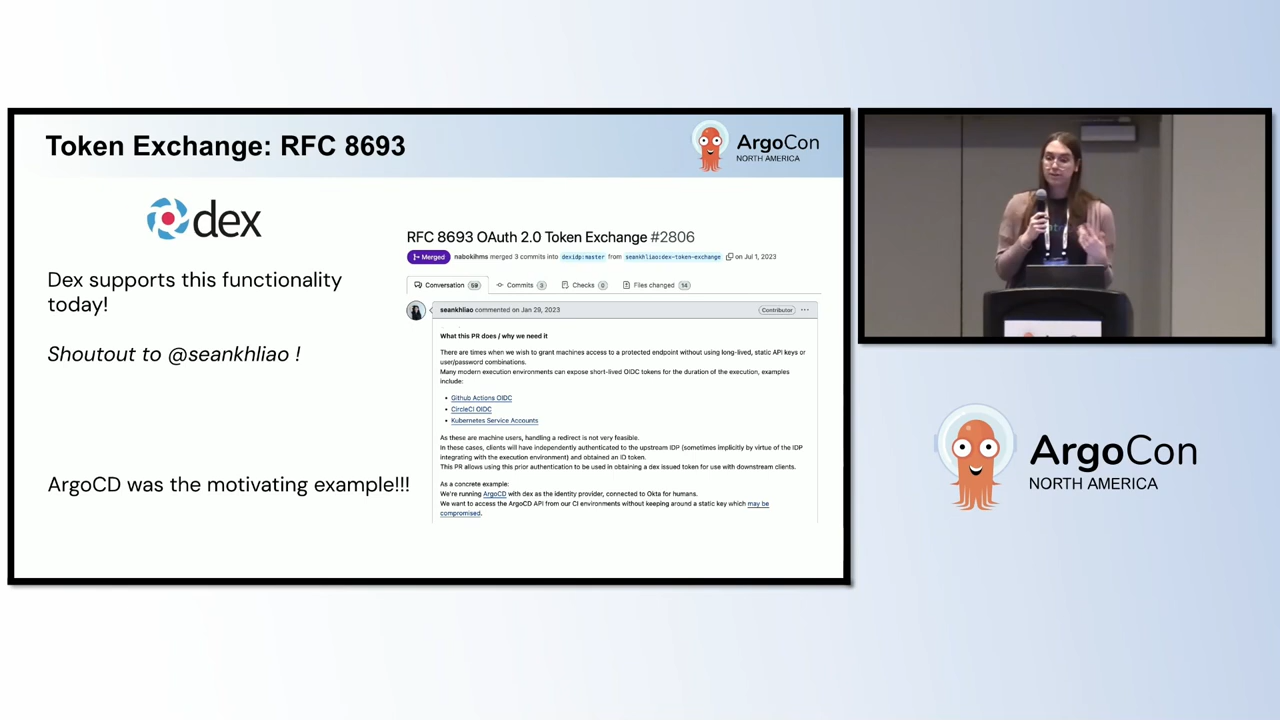 Token Exchange: RFC 8693
ArgoCon
NORTH AMERICA
dex
Dex supports this functionality
today!
Shoutout to @seankhliao !
ArgoCD was the motivating example!!!
RFC 8693 OAuth 2.0 Token Exchange #2806
Merged nabokihms merged 3 commits into dexidp:master from seankhliao:dex-token-exchange on Jul 1, 2023
Conversation 59 Commits 3 Checks 0 Files changed 14
seankhliao commented on Jan 29, 2023 Contributor ...
What this PR does / why we need it
There are times when we wish to grant machines access to a protected endpoint without using long-lived, static API keys or
user/password combinations.
Many modern execution environments can expose short-lived OIDC tokens for the duration of the execution, examples
include:
• Github Actions OIDC
• CircleCI OIDC
• Kubernetes Service Accounts
As these are machine users, handling a redirect is not very feasible.
In these cases, clients will have independently authenticated to the upstream IDP (sometimes implicitly by virtue of the IDP
integrating with the execution environment) and obtained an ID token.
This PR allows using this prior authentication to be used in obtaining a dex issued token for use with downstream clients.
As a concrete example:
We're running ArgoCD with dex as the identity provider, connected to Okta for humans.
We want to access the ArgoCD API from our CI environments without keeping around a static key which may be
compromised.
ArgoCon
NORTH AMERICA